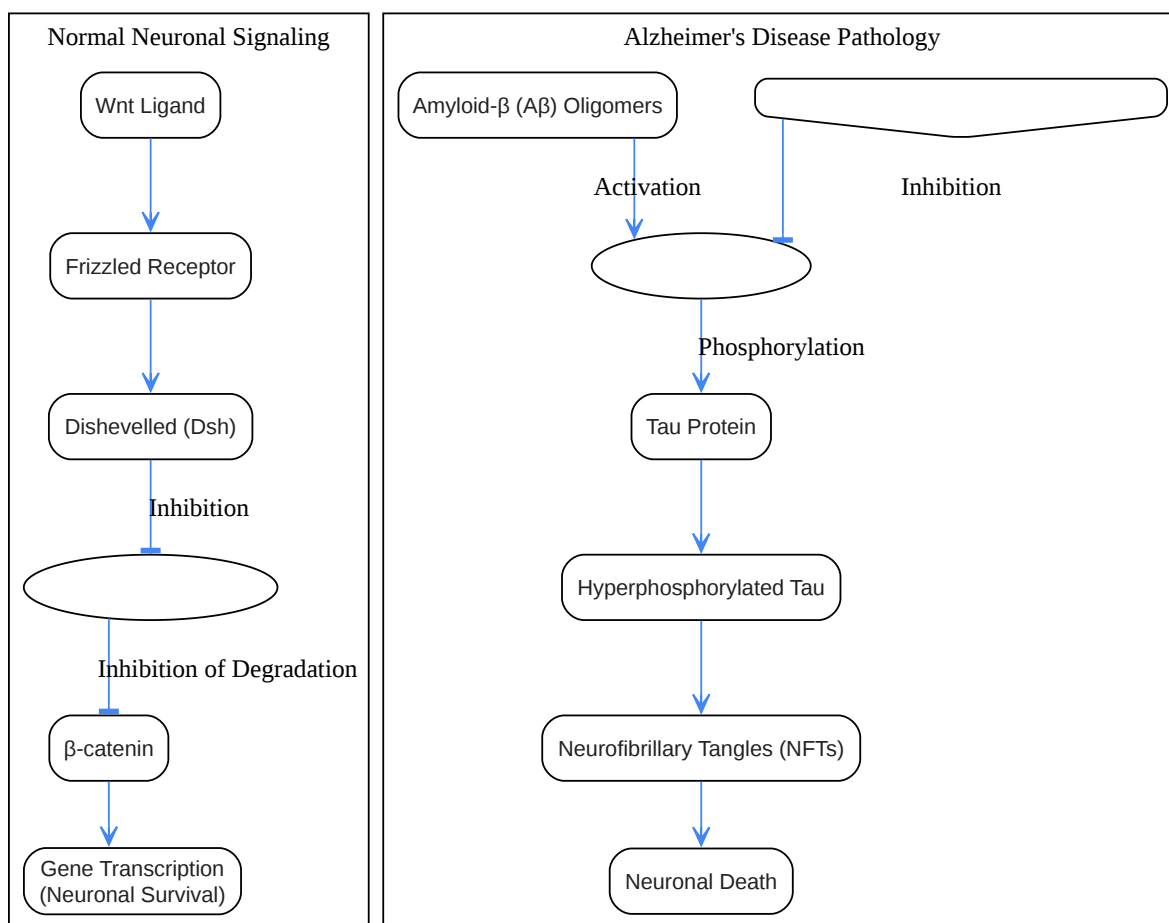 Normal Neuronal Signaling
Wnt Ligand
Frizzled Receptor
Dishevelled (Dsh)
Inhibition
Inhibition of Degradation
β-catenin
Gene Transcription
(Neuronal Survival)
Alzheimer's Disease Pathology
Amyloid-β (Aβ) Oligomers
Activation
Inhibition
Phosphorylation
Tau Protein
Hyperphosphorylated Tau
Neurofibrillary Tangles (NFTs)
Neuronal Death